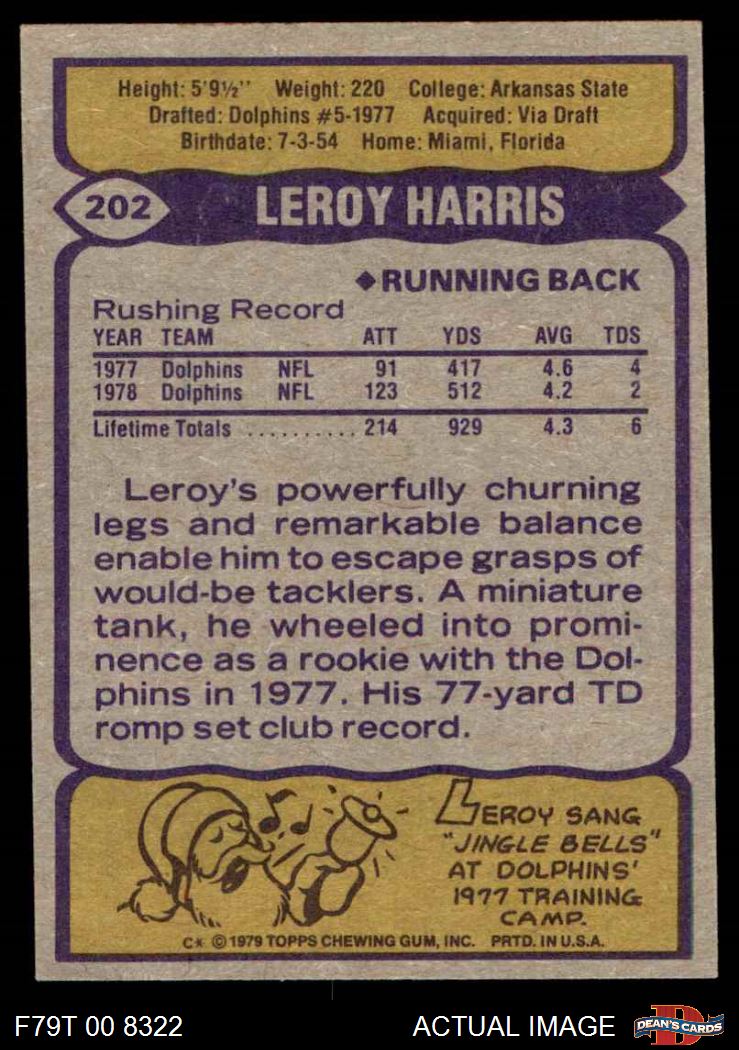 Height: 5'9½'' Weight: 220 College: Arkansas State
Drafted: Dolphins #5-1977 Acquired: Via Draft
Birthdate: 7-3-54 Home: Miami, Florida
202 LEROY HARRIS
◆RUNNING BACK
Rushing Record
YEAR TEAM ATT YDS AVG TDS
1977 Dolphins NFL 91 417 4.6 4
1978 Dolphins NFL 123 512 4.2 2
Lifetime Totals .......... 214 929 4.3 6
Leroy's powerfully churning
legs and remarkable balance
enable him to escape grasps of
would-be tacklers. A miniature
tank, he wheeled into promi-
nence as a rookie with the Dol-
phins in 1977. His 77-yard TD
romp set club record.
LEROY SANG
"JINGLE BELLS"
AT DOLPHINS'
1977 TRAINING
CAMP.
C* © 1979 TOPPS CHEWING GUM, INC. PRTD. IN U.S.A.
F79T 00 8322 ACTUAL IMAGE D DEAN'S CARDS